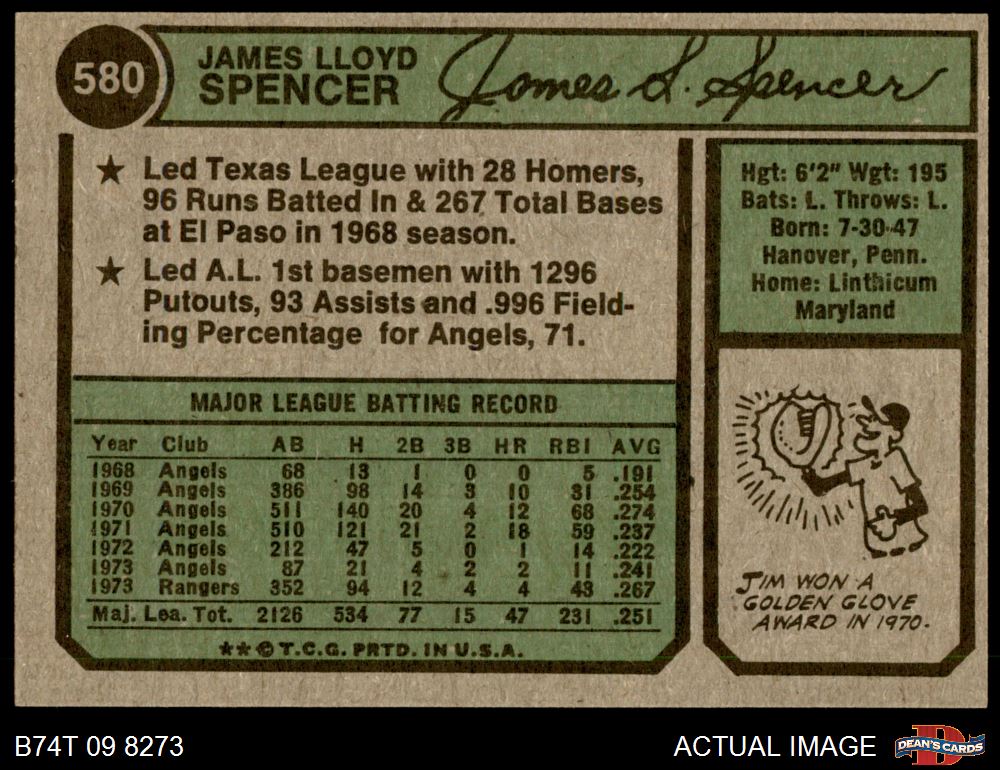 580
JAMES LLOYD
SPENCER
James L. Spencer
★ Led Texas League with 28 Homers,
96 Runs Batted In & 267 Total Bases
at El Paso in 1968 season.
★ Led A.L. 1st basemen with 1296
Putouts, 93 Assists and .996 Field-
ing Percentage for Angels, 71.
Hgt: 6'2" Wgt: 195
Bats: L. Throws: L.
Born: 7-30-47
Hanover, Penn.
Home: Linthicum
Maryland
MAJOR LEAGUE BATTING RECORD
Year Club AB H 2B 3B HR RBI AVG
1968 Angels 68 13 1 0 0 5 .191
1969 Angels 386 98 14 3 10 31 .254
1970 Angels 511 140 20 4 12 68 .274
1971 Angels 510 121 21 2 18 59 .237
1972 Angels 212 47 5 0 1 14 .222
1973 Angels 87 21 4 2 2 11 .241
1973 Rangers 352 94 12 4 4 43 .267
Maj. Lea. Tot. 2126 534 77 15 47 231 .251
★★©T.C.G. PRTD. IN U.S.A.
JIM WON A
GOLDEN GLOVE
AWARD IN 1970.
B74T 09 8273
ACTUAL IMAGE
D
DEAN'S CARDS